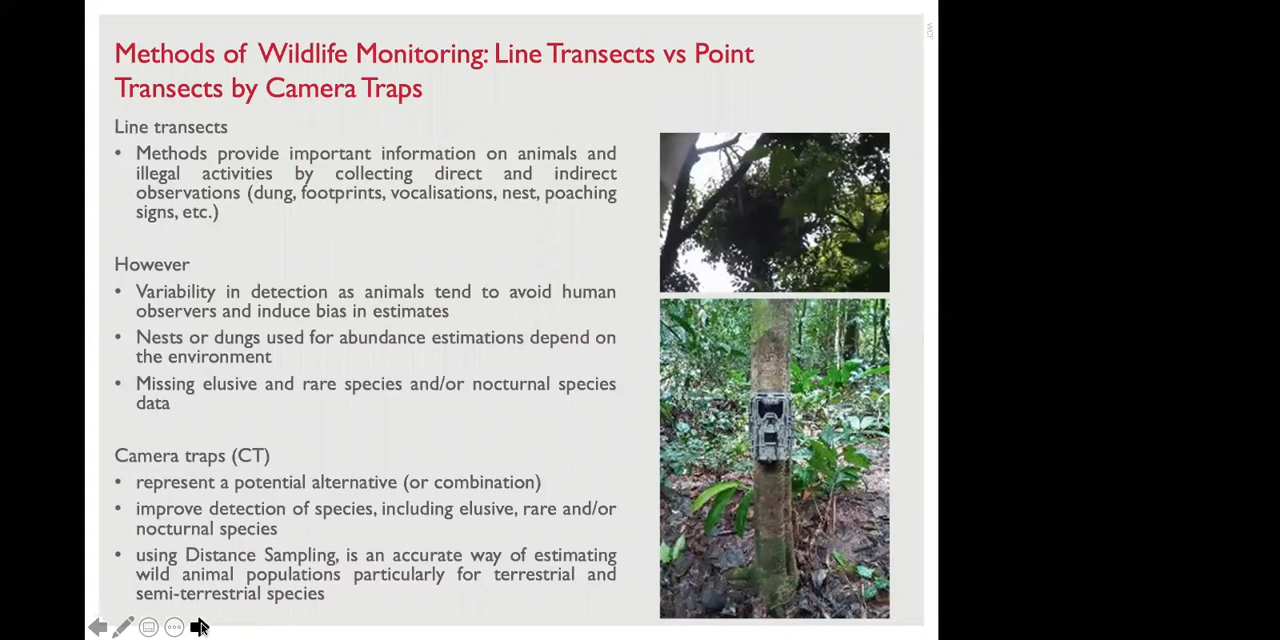 Methods of Wildlife Monitoring: Line Transects vs Point
Transects by Camera Traps
Line transects
• Methods provide important information on animals and
illegal activities by collecting direct and indirect
observations (dung, footprints, vocalisations, nest, poaching
signs, etc.)
However
• Variability in detection as animals tend to avoid human
observers and induce bias in estimates
• Nests or dungs used for abundance estimations depend on
the environment
• Missing elusive and rare species and/or nocturnal species
data
Camera traps (CT)
• represent a potential alternative (or combination)
• improve detection of species, including elusive, rare and/or
nocturnal species
• using Distance Sampling, is an accurate way of estimating
wild animal populations particularly for terrestrial and
semi-terrestrial species
WCF